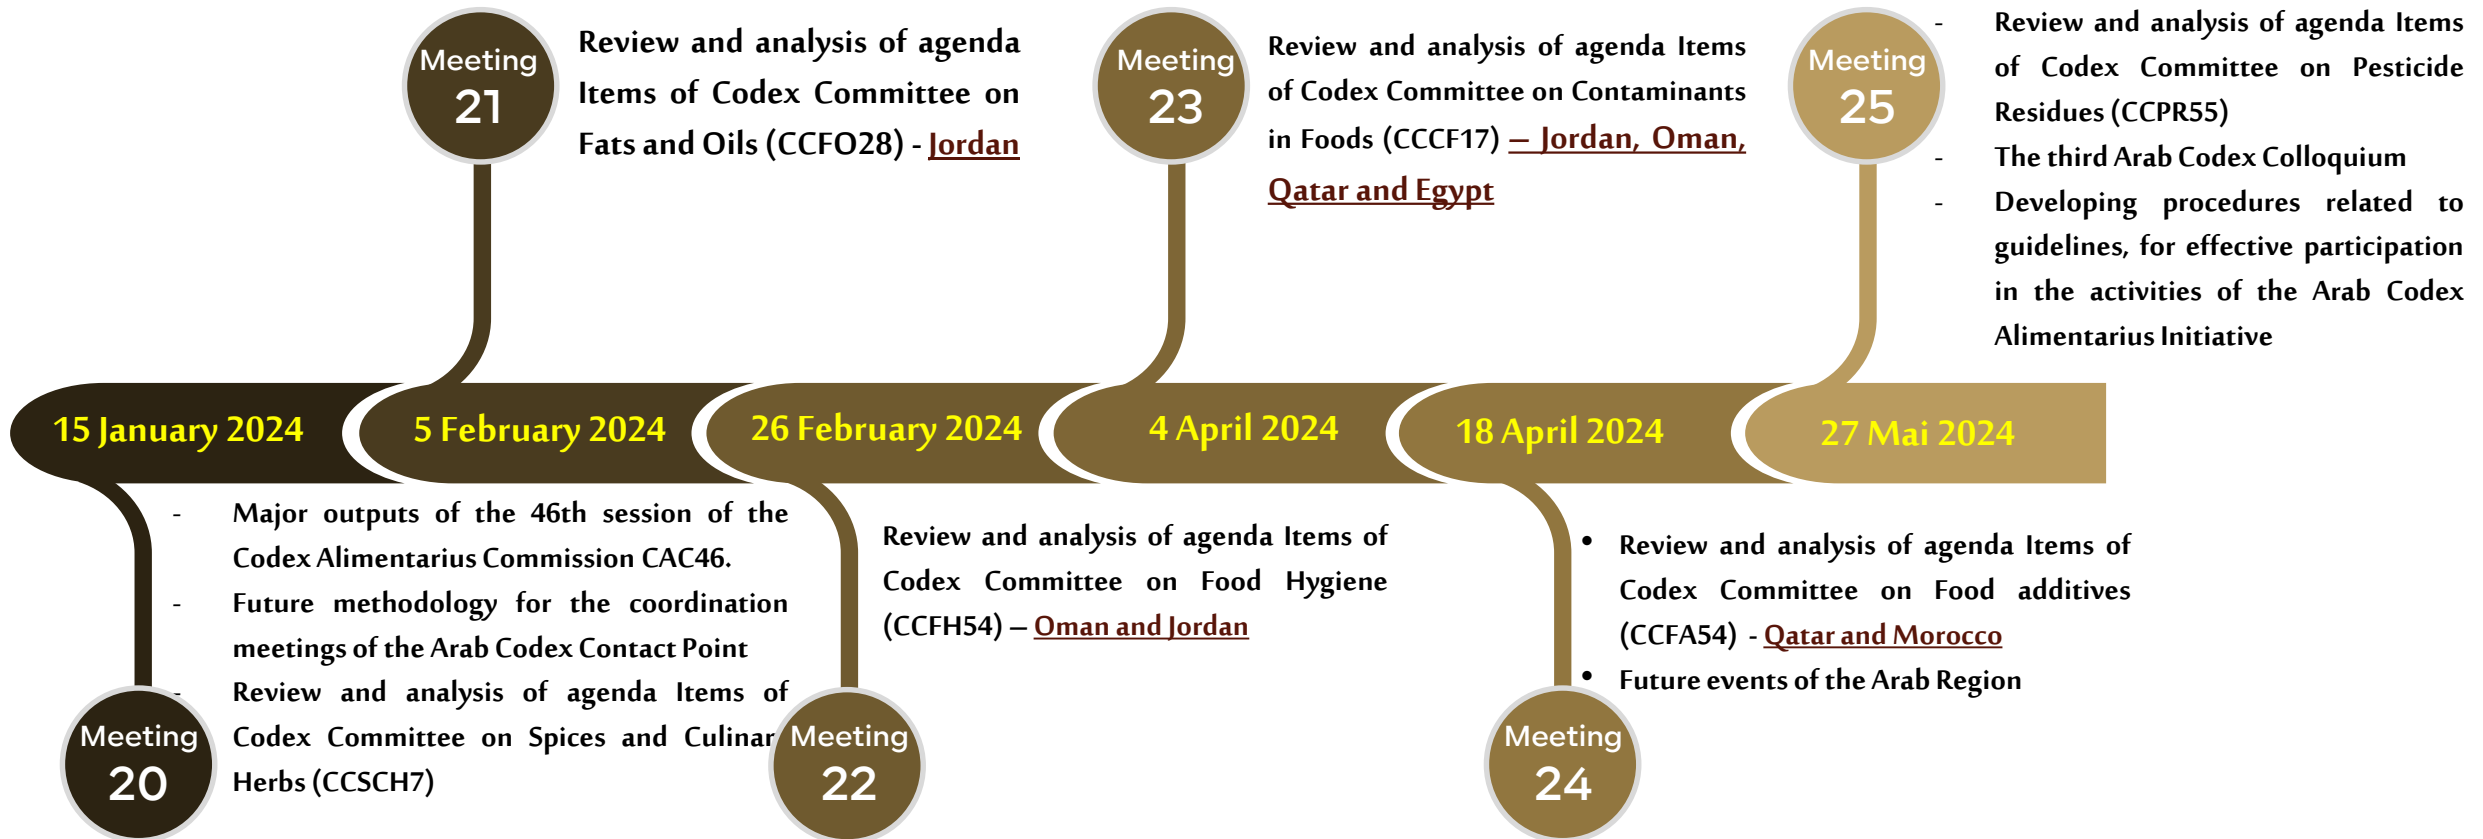 Meeting
21
Review and analysis of agenda
Items of Codex Committee on
Fats and Oils (CCFO28) - Jordan
Meeting
23
Review and analysis of agenda Items
of Codex Committee on Contaminants
in Foods (CCCF17) – Jordan, Oman,
Qatar and Egypt
Meeting
25
- Review and analysis of agenda Items
of Codex Committee on Pesticide
Residues (CCPR55)
- The third Arab Codex Colloquium
- Developing procedures related to
guidelines, for effective participation
in the activities of the Arab Codex
Alimentarius Initiative
15 January 2024
5 February 2024
26 February 2024
4 April 2024
18 April 2024
27 Mai 2024
- Major outputs of the 46th session of the
Codex Alimentarius Commission CAC46.
- Future methodology for the coordination
meetings of the Arab Codex Contact Point
- Review and analysis of agenda Items of
Codex Committee on Spices and Culinar
Herbs (CCSCH7)
Meeting
20
Review and analysis of agenda Items of
Codex Committee on Food Hygiene
(CCFH54) – Oman and Jordan
Meeting
22
• Review and analysis of agenda Items of
Codex Committee on Food additives
(CCFA54) - Qatar and Morocco
• Future events of the Arab Region
Meeting
24